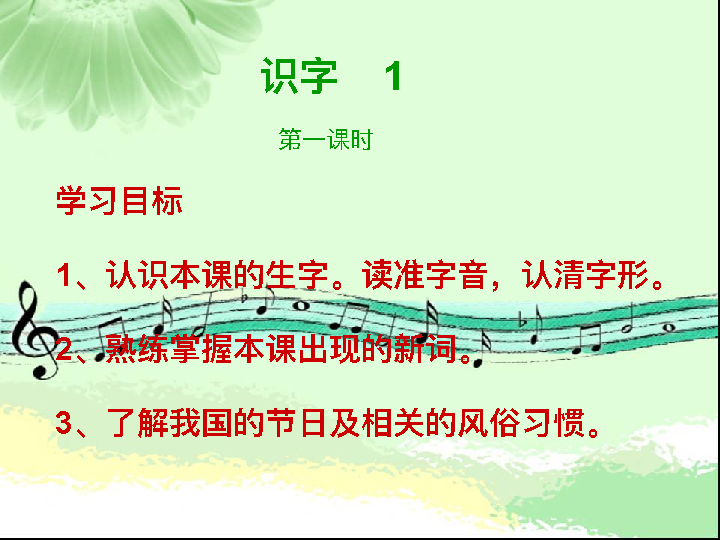 识字 1
第一课时
学习目标
1、认识本课的生字。读准字音，认清字形。
2、熟练掌握本课出现的新词。
3、了解我国的节日及相关的风俗习惯。